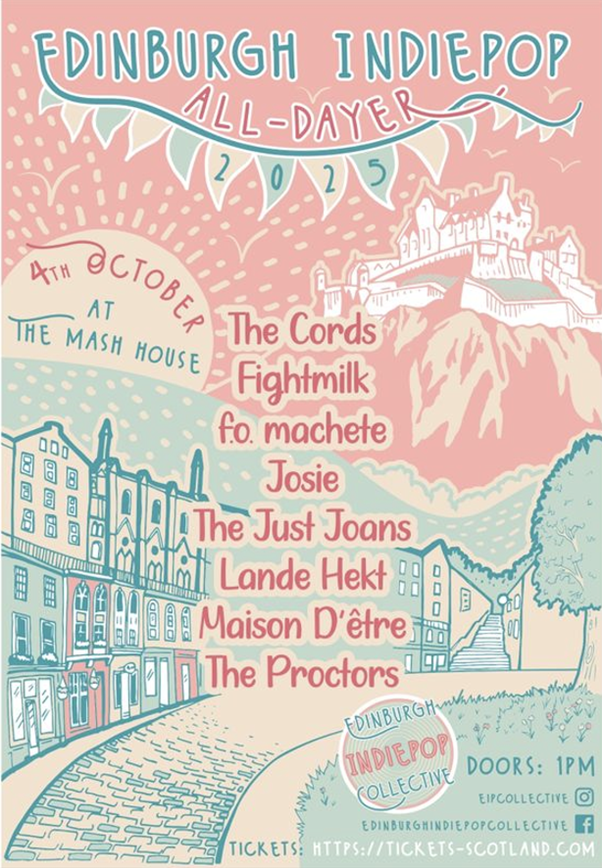 EDINBURGH INDIEPOP
ALL-DAYER
2025
4TH OCTOBER
AT
THE MASH HOUSE
The Cords
Fightmilk
f.o. machete
Josie
The Just Joans
Lande Hekt
Maison D'être
The Proctors
EDINBURGH
INDIEPOP
COLLECTIVE
DOORS: 1PM
EIPCOLLECTIVE
EDINBURGHINDIEPOPCOLLECTIVE
TICKETS: HTTPS://TICKETS-SCOTLAND.COM